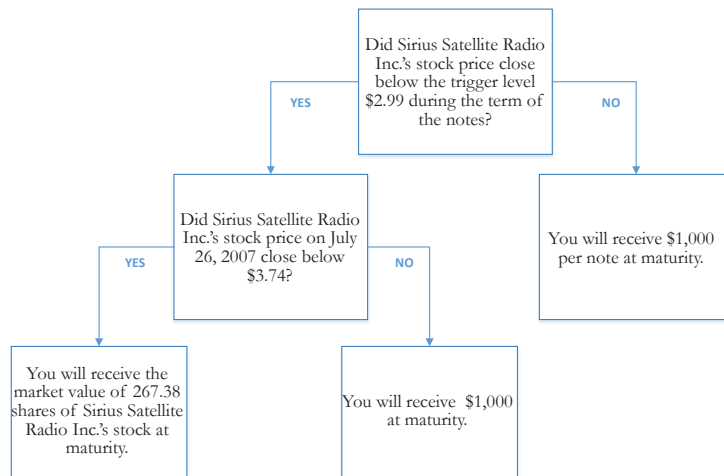 Did Sirius Satellite Radio
Inc.'s stock price close
below the trigger level
$2.99 during the term of
the notes?
YES
NO
Did Sirius Satellite Radio
Inc.'s stock price on July
26, 2007 close below
$3.74?
You will receive $1,000
per note at maturity.
YES
NO
You will receive the
market value of 267.38
shares of Sirius Satellite
Radio Inc.'s stock at
maturity.
You will receive $1,000
at maturity.